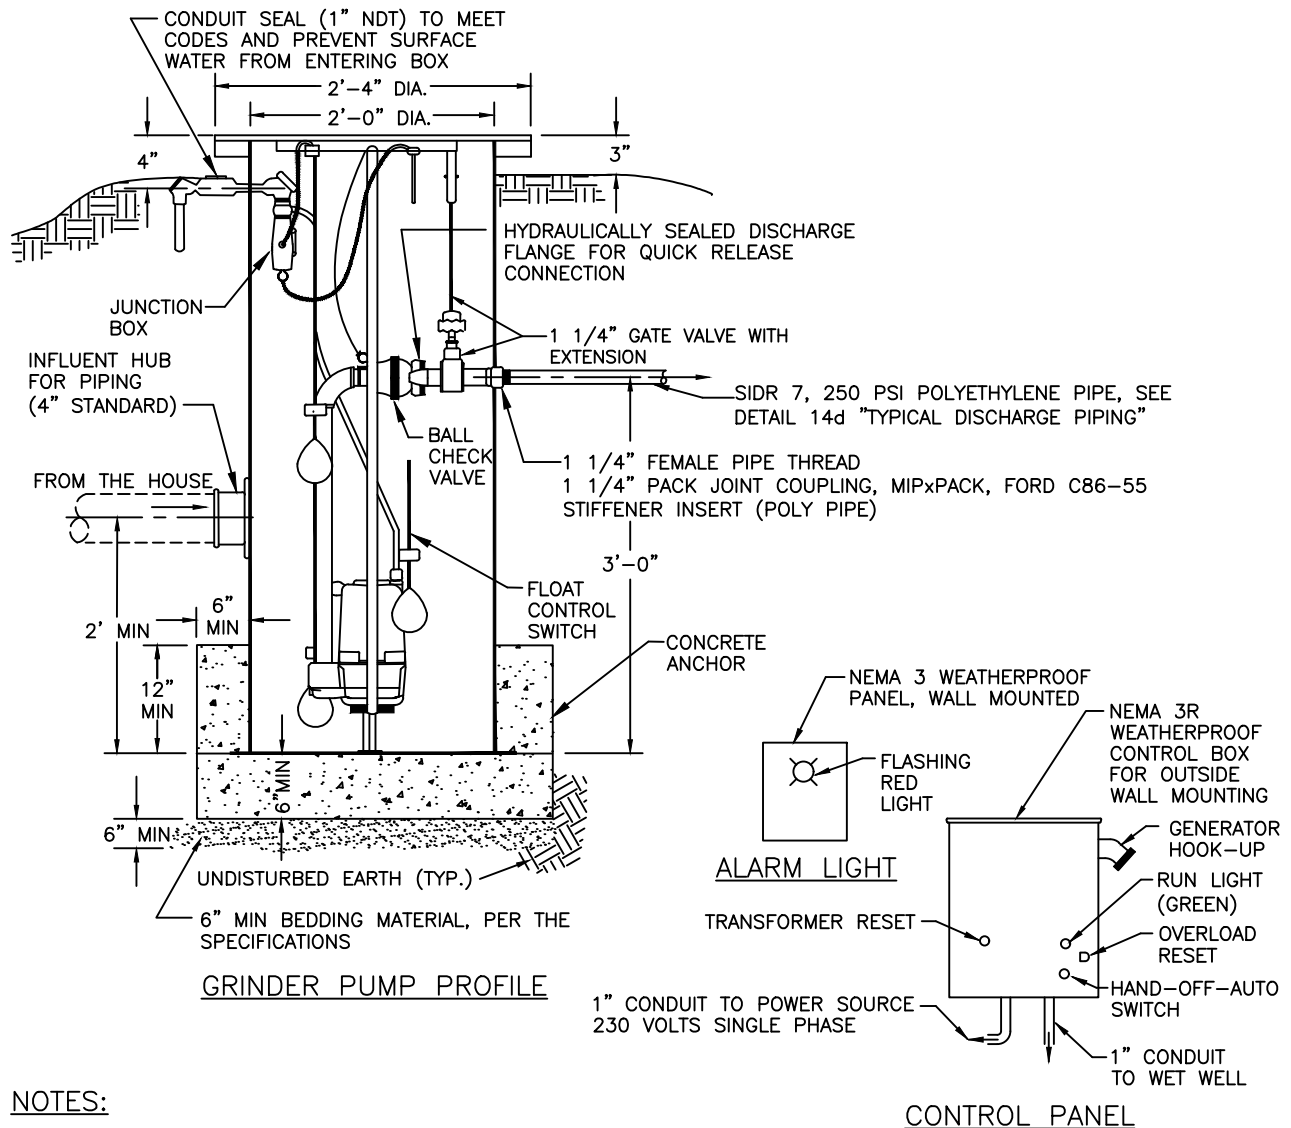 CONDUIT SEAL (1” NDT) TO MEET
CODES AND PREVENT SURFACE
WATER FROM ENTERING BOX
2’-4” DIA.
2’-0” DIA.
4”
3”
HYDRAULICALLY SEALED DISCHARGE
FLANGE FOR QUICK RELEASE
CONNECTION
JUNCTION
BOX
1 1/4” GATE VALVE WITH
EXTENSION
INFLUENT HUB
FOR PIPING
(4” STANDARD)
SIDR 7, 250 PSI POLYETHYLENE PIPE, SEE
DETAIL 14d ”TYPICAL DISCHARGE PIPING”
BALL
CHECK
VALVE
FROM THE HOUSE
1 1/4” FEMALE PIPE THREAD
1 1/4” PACK JOINT COUPLING, MIPxPACK, FORD C86-55
STIFFENER INSERT (POLY PIPE)
3’-0”
FLOAT
CONTROL
SWITCH
6”
MIN
2’ MIN
CONCRETE
ANCHOR
12”
MIN
6” MIN
6” MIN
UNDISTURBED EARTH (TYP.)
6” MIN BEDDING MATERIAL, PER THE
SPECIFICATIONS
GRINDER PUMP PROFILE
NEMA 3 WEATHERPROOF
PANEL, WALL MOUNTED
FLASHING
RED
LIGHT
ALARM LIGHT
NEMA 3R
WEATHERPROOF
CONTROL BOX
FOR OUTSIDE
WALL MOUNTING
GENERATOR
HOOK-UP
RUN LIGHT
(GREEN)
TRANSFORMER RESET
OVERLOAD
RESET
HAND-OFF-AUTO
SWITCH
1” CONDUIT TO POWER SOURCE
230 VOLTS SINGLE PHASE
1” CONDUIT
TO WET WELL
CONTROL PANEL
NOTES: